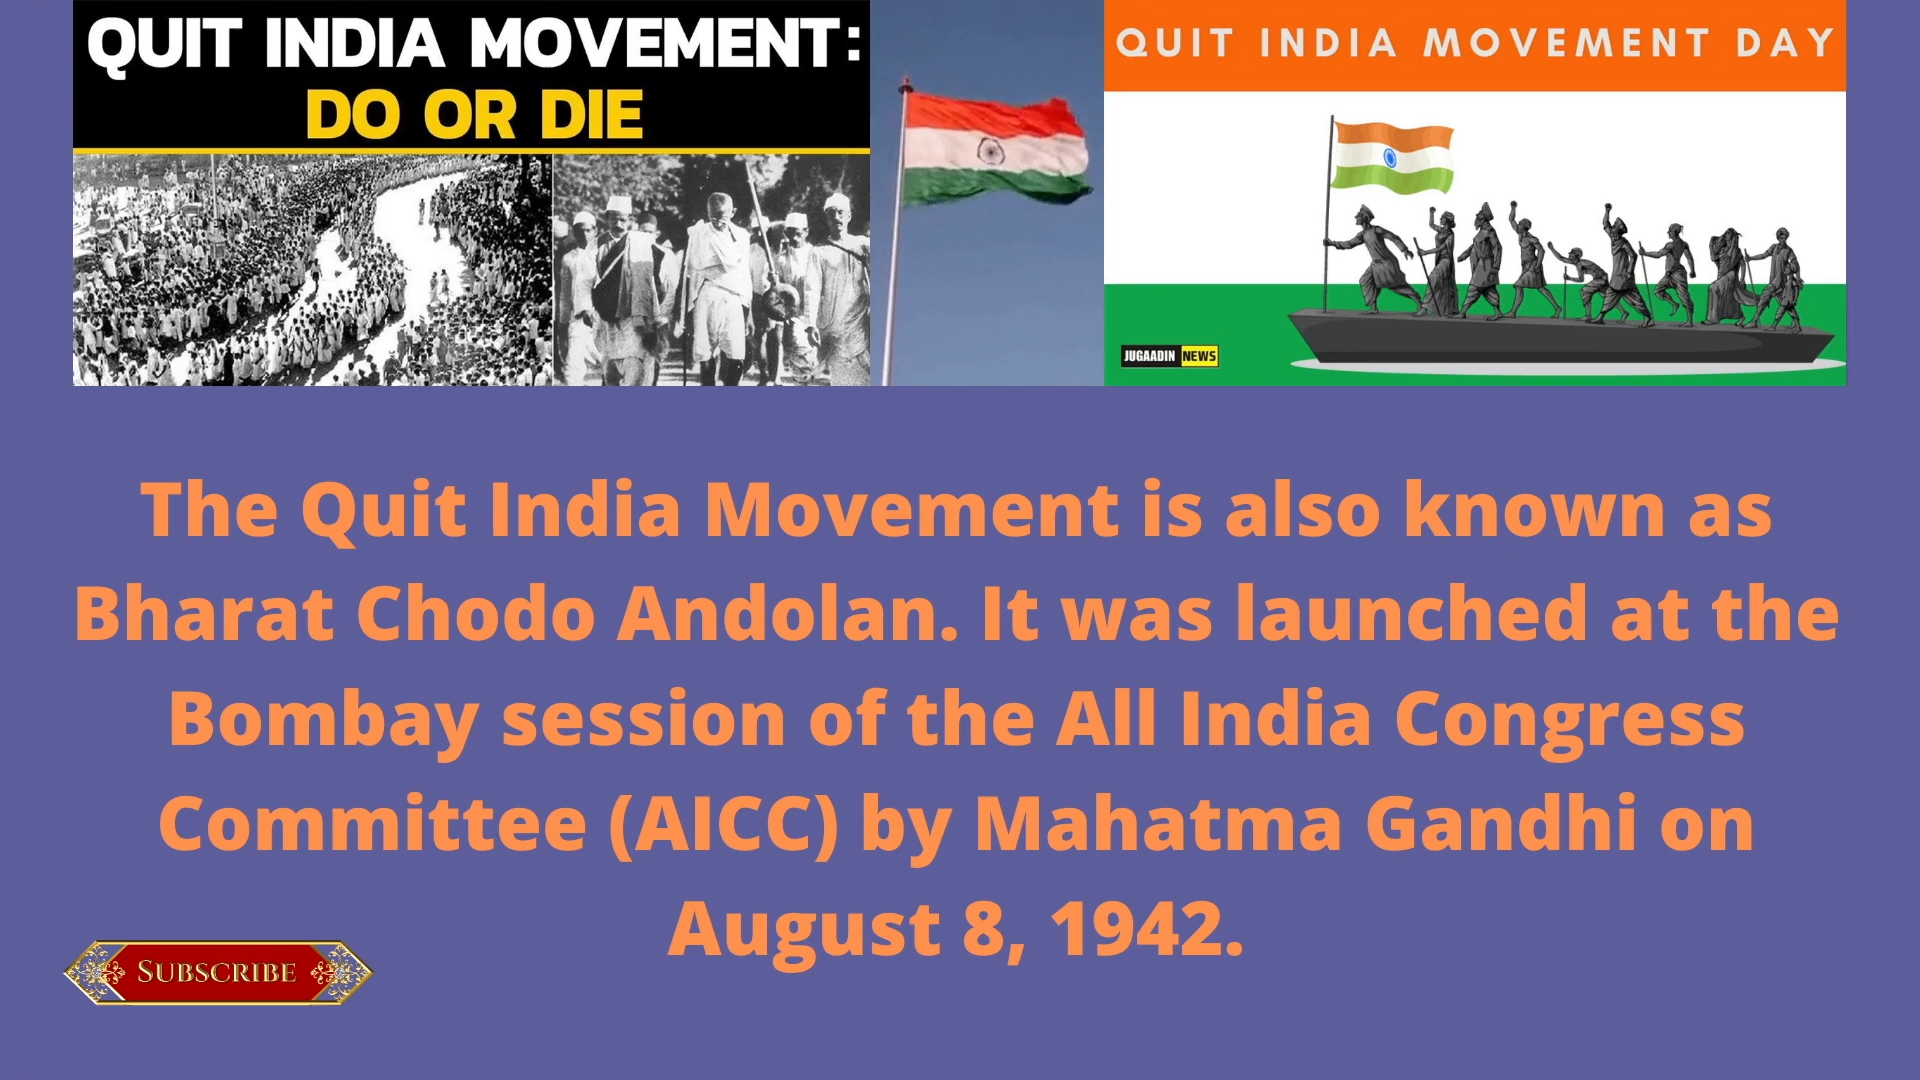 QUIT INDIA MOVEMENT:
DO OR DIE
QUIT INDIA MOVEMENT DAY
JUGAADIN NEWS
The Quit India Movement is also known as
Bharat Chodo Andolan. It was launched at the
Bombay session of the All India Congress
Committee (AICC) by Mahatma Gandhi on
August 8, 1942.
SUBSCRIBE